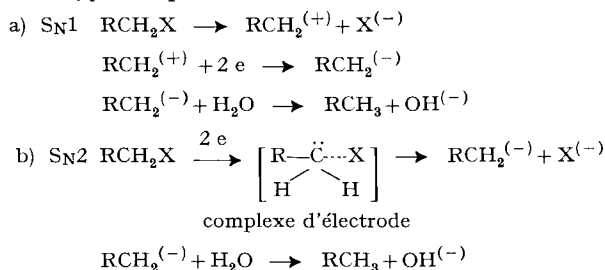 a) SN1 RCH₂X ⟶ RCH₂⁽⁺⁾ + X⁽⁻⁾
RCH₂⁽⁺⁾ + 2 e ⟶ RCH₂⁽⁻⁾
RCH₂⁽⁻⁾ + H₂O ⟶ RCH₃ + OH⁽⁻⁾
b) SN2 RCH₂X 2 e ⟶ [R—C̈----X] ⟶ RCH₂⁽⁻⁾ + X⁽⁻⁾
H H
complexe d'électrode
RCH₂⁽⁻⁾ + H₂O ⟶ RCH₃ + OH⁽⁻⁾